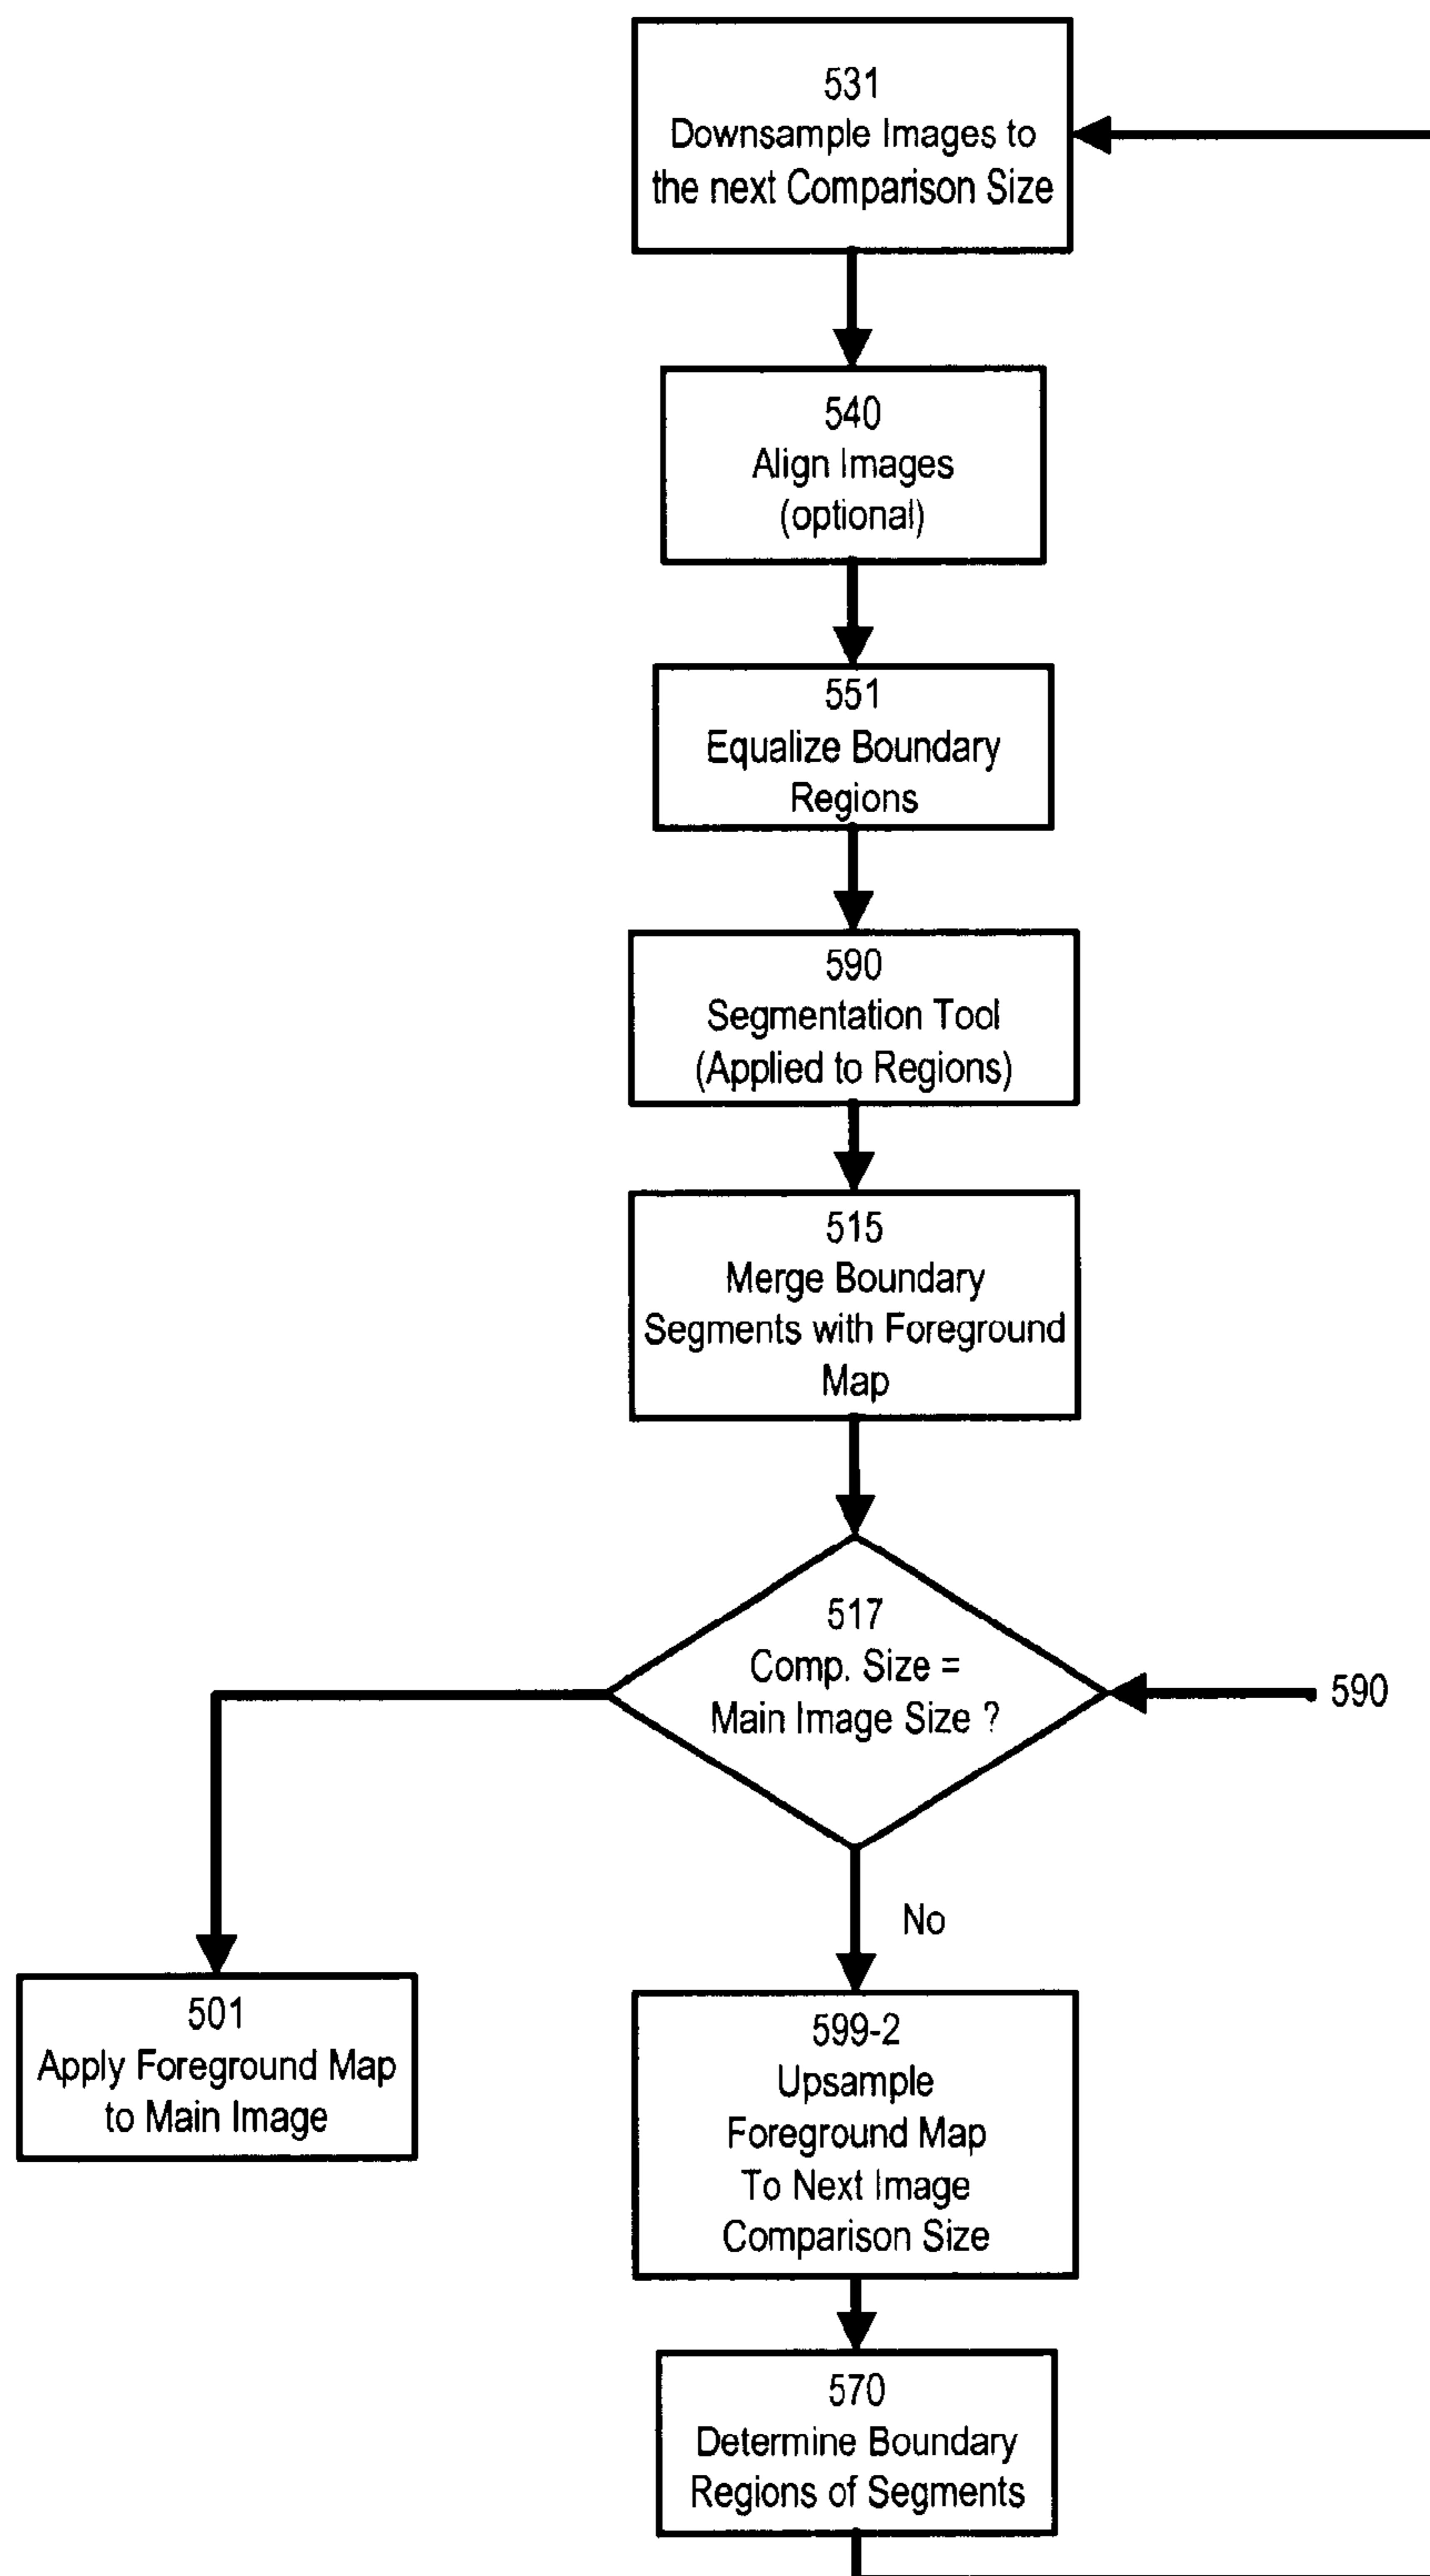 531
Downsample Images to
the next Comparison Size
540
Align Images
(optional)
551
Equalize Boundary
Regions
590
Segmentation Tool
(Applied to Regions)
515
Merge Boundary
Segments with Foreground
Map
517
Comp. Size =
Main Image Size ?
590
No
501
Apply Foreground Map
to Main Image
599-2
Upsample
Foreground Map
To Next Image
Comparison Size
570
Determine Boundary
Regions of Segments